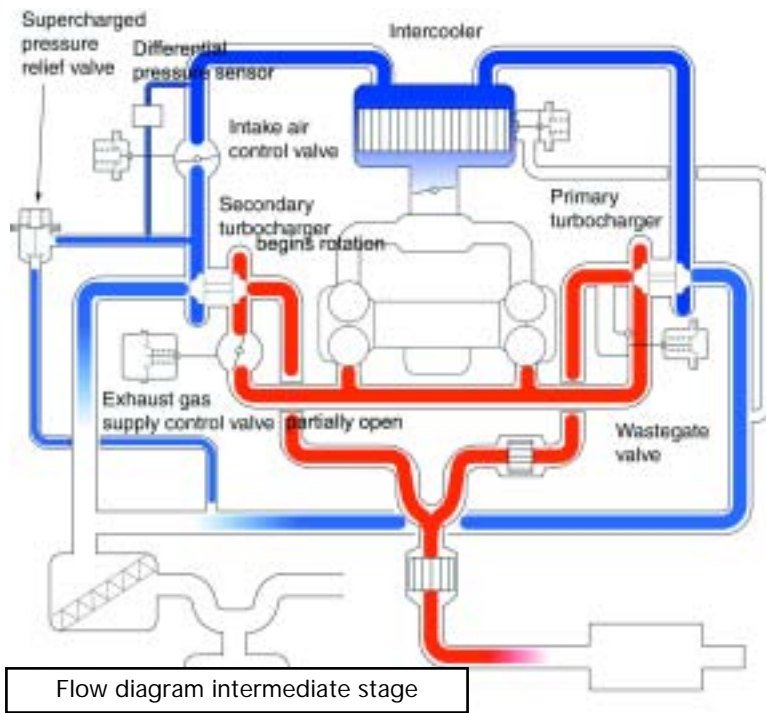 Supercharged
pressure
relief valve
Differential
pressure sensor
Intercooler
Intake air
control valve
Secondary
turbocharger
begins rotation
Primary
turbocharger
Exhaust gas
supply control valve partially open
Wastegate
valve
Flow diagram intermediate stage